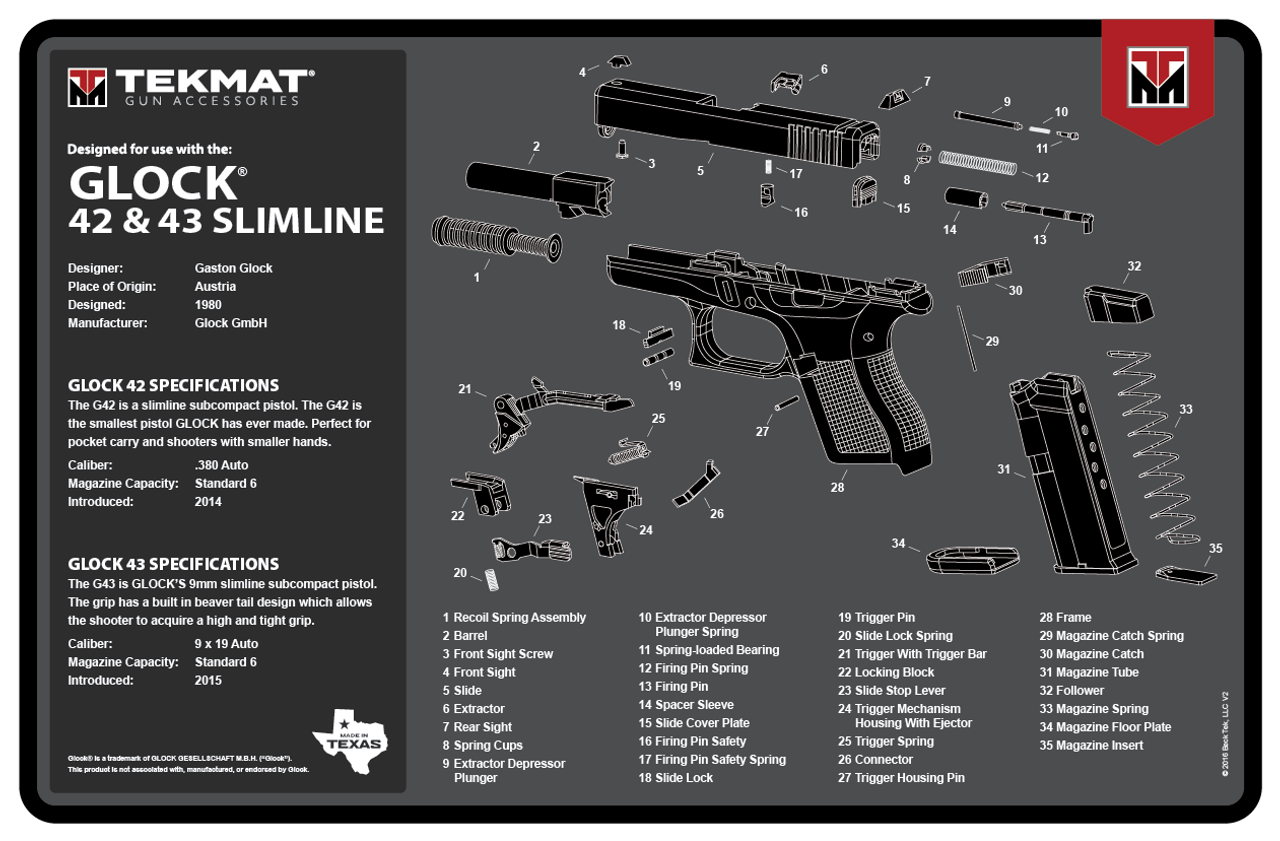 TEKMAT®
GUN ACCESSORIES
Designed for use with the:
GLOCK®
42 & 43 SLIMLINE
Designer: Gaston Glock
Place of Origin: Austria
Designed: 1980
Manufacturer: Glock GmbH
GLOCK 42 SPECIFICATIONS
The G42 is a slimline subcompact pistol. The G42 is
the smallest pistol GLOCK has ever made. Perfect for
pocket carry and shooters with smaller hands.
Caliber: .380 Auto
Magazine Capacity: Standard 6
Introduced: 2014
GLOCK 43 SPECIFICATIONS
The G43 is GLOCK'S 9mm slimline subcompact pistol.
The grip has a built in beaver tail design which allows
the shooter to acquire a high and tight grip.
Caliber: 9 x 19 Auto
Magazine Capacity: Standard 6
Introduced: 2015
MADE IN
TEXAS
Glock® is a trademark of GLOCK GESELLSCHAFT M.B.H. ("Glock").
This product is not associated with, manufactured, or endorsed by Glock.
4
6
7
9
10
11
2
3
5
17
8
12
16
15
14
13
1
30
32
18
29
19
21
25
27
33
28
31
22
23
24
26
20
34
35
1 Recoil Spring Assembly
2 Barrel
3 Front Sight Screw
4 Front Sight
5 Slide
6 Extractor
7 Rear Sight
8 Spring Cups
9 Extractor Depressor
Plunger
10 Extractor Depressor
Plunger Spring
11 Spring-loaded Bearing
12 Firing Pin Spring
13 Firing Pin
14 Spacer Sleeve
15 Slide Cover Plate
16 Firing Pin Safety
17 Firing Pin Safety Spring
18 Slide Lock
19 Trigger Pin
20 Slide Lock Spring
21 Trigger With Trigger Bar
22 Locking Block
23 Slide Stop Lever
24 Trigger Mechanism
Housing With Ejector
25 Trigger Spring
26 Connector
27 Trigger Housing Pin
28 Frame
29 Magazine Catch Spring
30 Magazine Catch
31 Magazine Tube
32 Follower
33 Magazine Spring
34 Magazine Floor Plate
35 Magazine Insert
© 2016 BeckTek, LLC V2